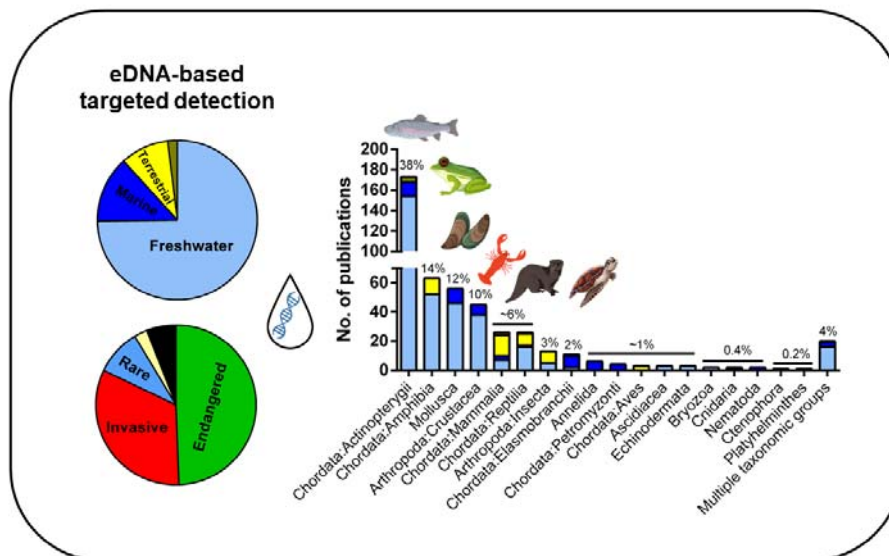 eDNA-based
targeted detection
Terrestrial
Marine
Freshwater
Rare
Invasive
Endangered
No. of publications
200
180
160
140
120
100
60
40
20
0
38%
14%
12%
10%
~6%
3%
2%
~1%
0.4%
0.2%
4%
Chordata:Actinopterygii
Chordata:Amphibia
Mollusca
Arthropoda:Crustacea
Chordata:Mammalia
Chordata:Reptilia
Arthropoda:Insecta
Chordata:Elasmobranchii
Annelida
Chordata:Petromyzonti
Chordata:Aves
Ascidiacea
Echinodermata
Bryozoa
Cnidaria
Nematoda
Ctenophora
Platyhelminthes
Multiple taxonomic groups